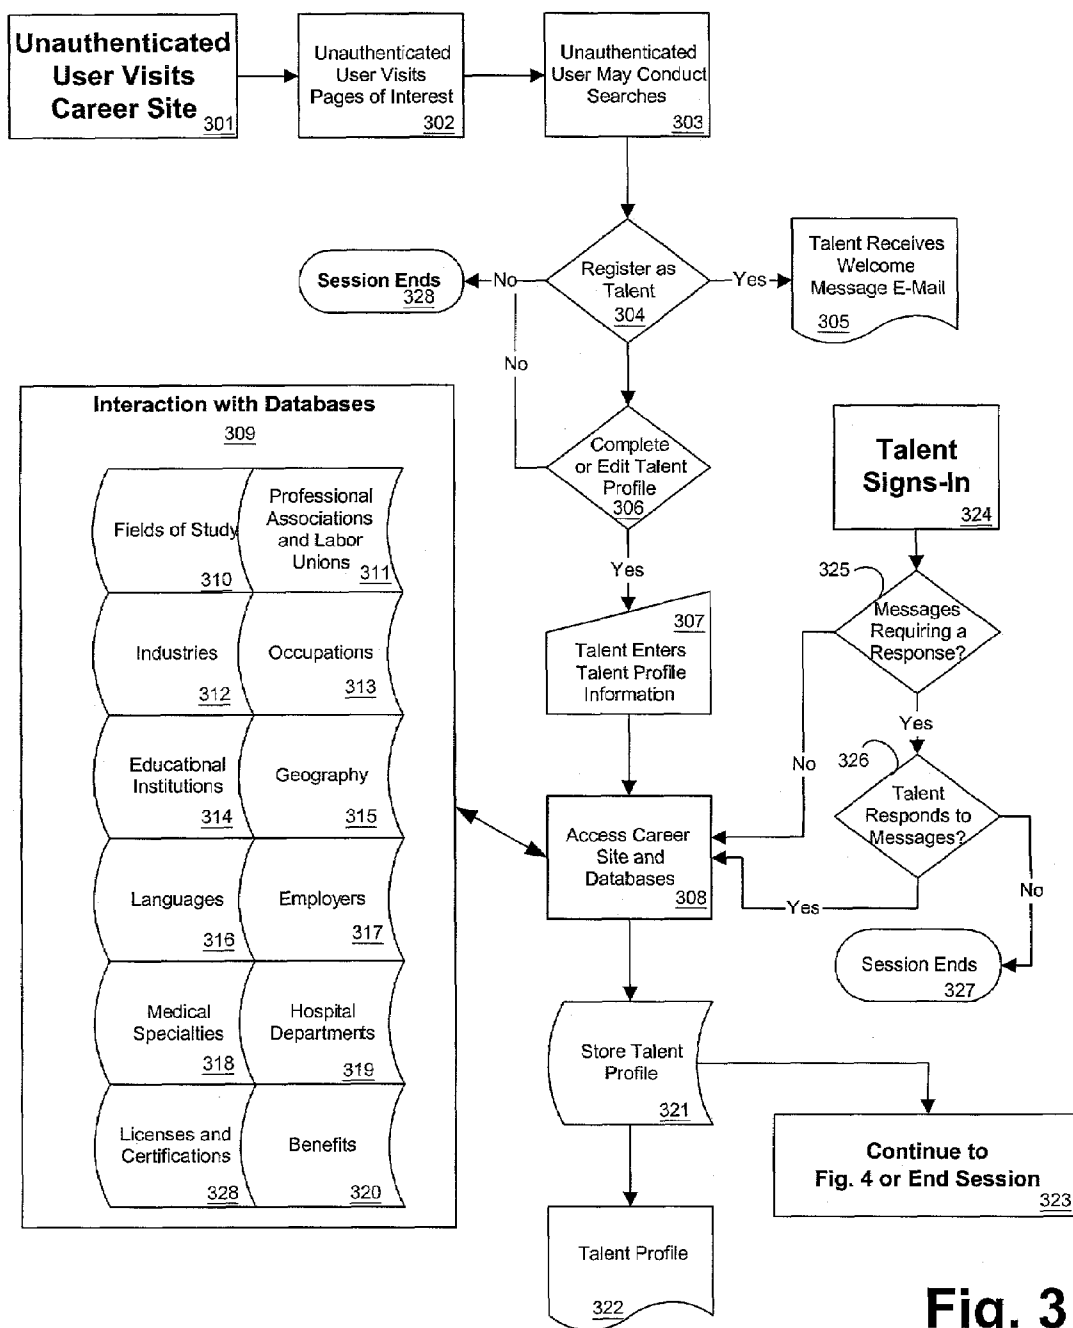 Unauthenticated
User Visits
Career Site
301
Unauthenticated
User Visits
Pages of Interest
302
Unauthenticated
User May Conduct
Searches
303
Register as
Talent
304
No
Session Ends
328
Yes
Talent Receives
Welcome
Message E-Mail
305
No
Complete
or Edit Talent
Profile
306
Yes
307
Talent Enters
Talent Profile
Information
Interaction with Databases
309
Fields of Study
310
Professional
Associations
and Labor
Unions
311
Industries
312
Occupations
313
Educational
Institutions
314
Geography
315
Languages
316
Employers
317
Medical
Specialties
318
Hospital
Departments
319
Licenses and
Certifications
328
Benefits
320
Talent
Signs-In
324
325
Messages
Requiring a
Response?
Yes
No
326
Talent
Responds to
Messages?
Yes
No
Session Ends
327
Access Career
Site and
Databases
308
Store Talent
Profile
321
Continue to
Fig. 4 or End Session
323
Talent Profile
322
Fig. 3